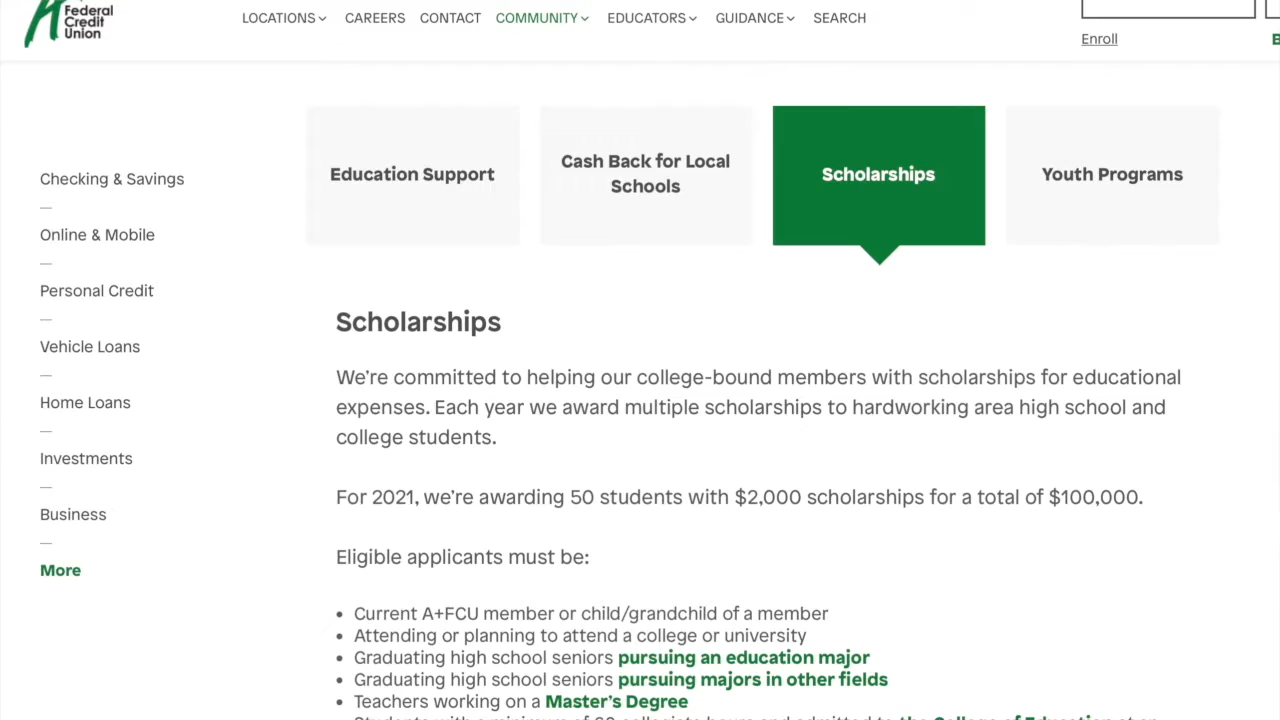 Federal
Credit
Union
LOCATIONS CAREERS CONTACT COMMUNITY EDUCATORS GUIDANCE SEARCH
Enroll
Education Support
Cash Back for Local
Schools
Scholarships
Youth Programs
Checking & Savings
Online & Mobile
Personal Credit
Vehicle Loans
Home Loans
Investments
Business
More
Scholarships
We're committed to helping our college-bound members with scholarships for educational
expenses. Each year we award multiple scholarships to hardworking area high school and
college students.
For 2021, we're awarding 50 students with $2,000 scholarships for a total of $100,000.
Eligible applicants must be:
• Current A+FCU member or child/grandchild of a member
• Attending or planning to attend a college or university
• Graduating high school seniors pursuing an education major
• Graduating high school seniors pursuing majors in other fields
• Teachers working on a Master's Degree